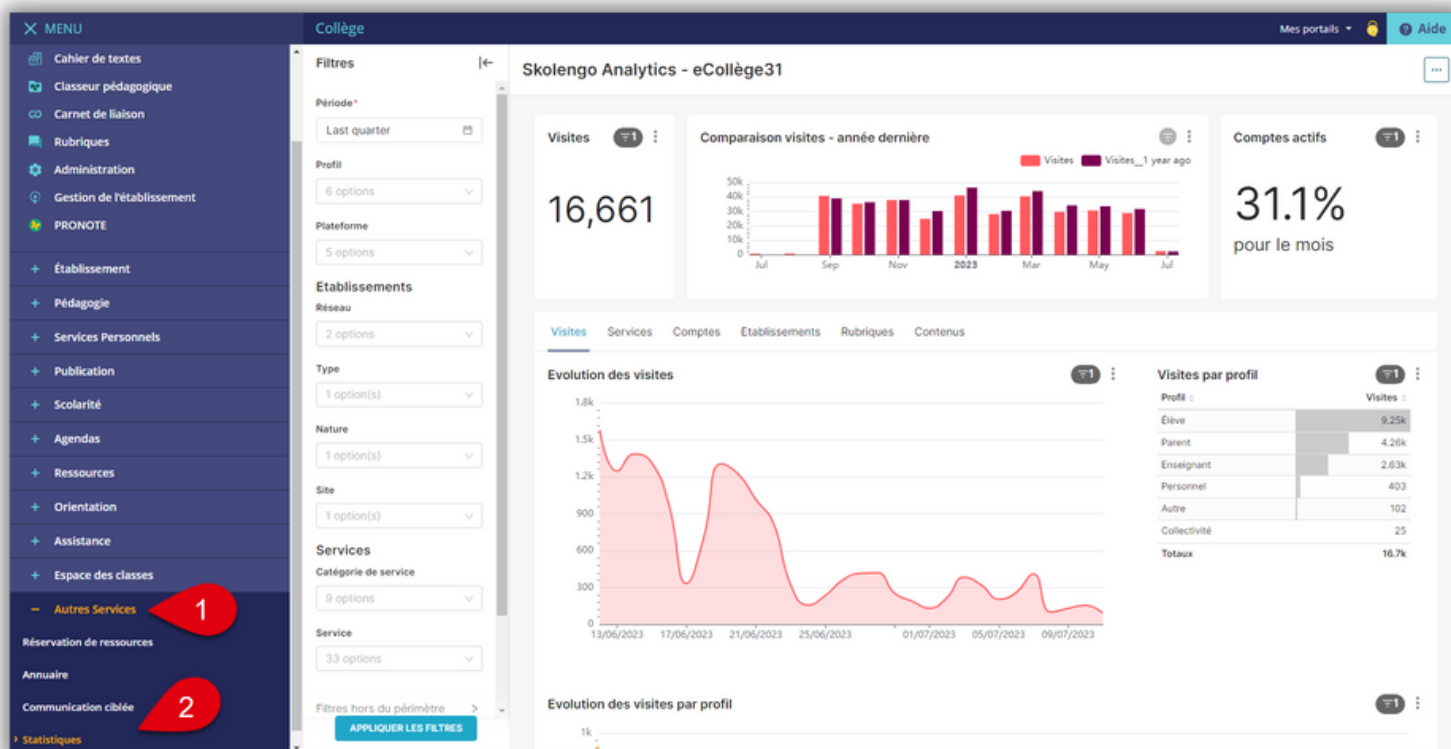 MENU
Collège
Mes portails
Aide
Cahier de textes
Classeur pédagogique
Carnet de liaison
Rubriques
Administration
Gestion de l'établissement
PRONOTE
+ Établissement
+ Pédagogie
+ Services Personnels
+ Publication
+ Scolarité
+ Agendas
+ Ressources
+ Orientation
+ Assistance
+ Espace des classes
− Autres Services
1
Réservation de ressources
Annuaire
Communication ciblée
2
› Statistiques
Filtres
Période*
Last quarter
Profil
6 options
Plateforme
5 options
Etablissements
Réseau
2 options
Type
1 option(s)
Nature
1 option(s)
Site
1 option(s)
Services
Catégorie de service
9 options
Service
33 options
Filtres hors du périmètre >
APPLIQUER LES FILTRES
Skolengo Analytics - eCollège31
...
Visites 1
16,661
Comparaison visites - année dernière
Visites Visites__1 year ago
50k
40k
30k
20k
10k
0
Jul Sep Nov 2023 Mar May Jul
Comptes actifs 1
31.1%
pour le mois
Visites Services Comptes Etablissements Rubriques Contenus
Evolution des visites 1
1.8k
1.5k
1.2k
900
600
300
0
13/06/2023 17/06/2023 21/06/2023 25/06/2023 01/07/2023 05/07/2023 09/07/2023
Visites par profil 1
Profil Visites
Élève 9.25k
Parent 4.26k
Enseignant 2.63k
Personnel 403
Autre 102
Collectivité 25
Totaux 16.7k
Evolution des visites par profil 1
1k